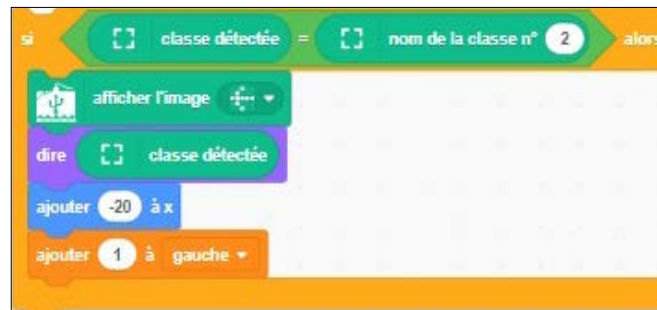 si classe détectée = nom de la classe n° 2 alors
afficher l'image
dire classe détectée
ajouter -20 à x
ajouter 1 à gauche